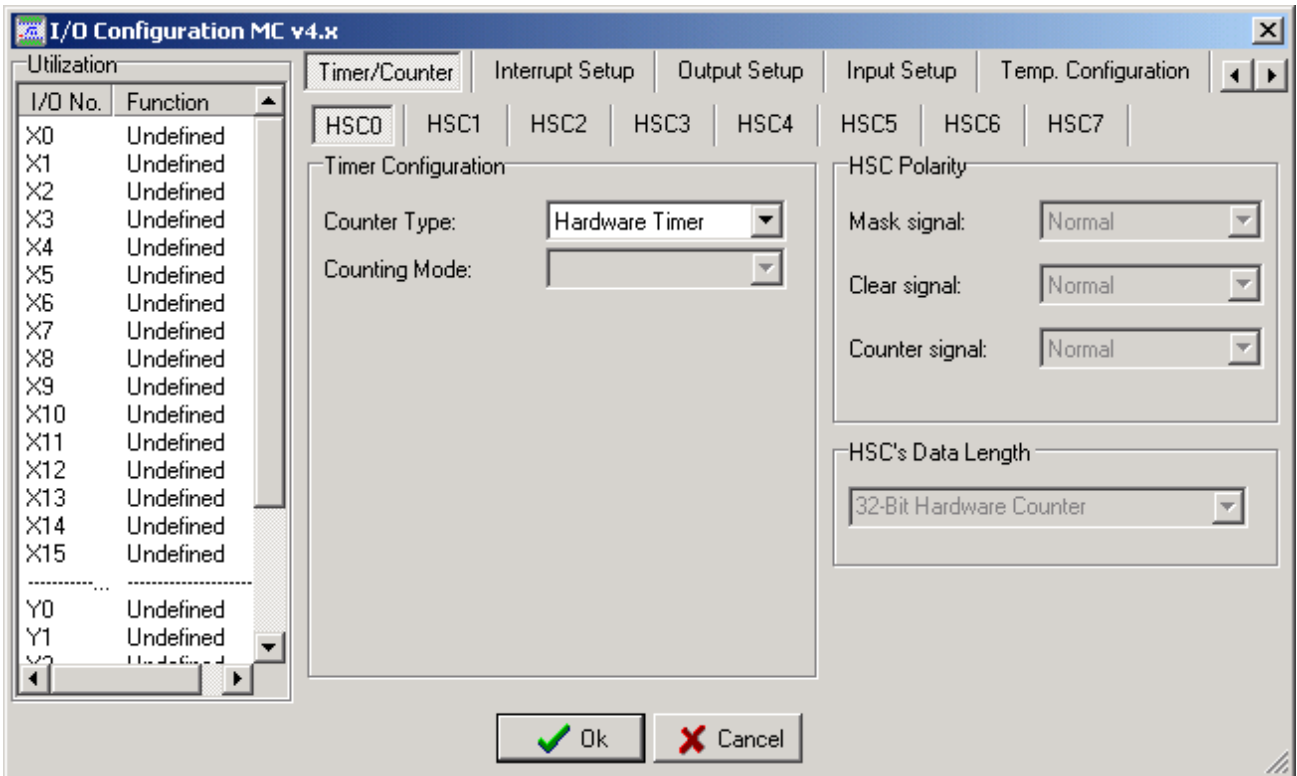 I/O Configuration MC v4.x
Utilization
I/O No. Function
X0 Undefined
X1 Undefined
X2 Undefined
X3 Undefined
X4 Undefined
X5 Undefined
X6 Undefined
X7 Undefined
X8 Undefined
X9 Undefined
X10 Undefined
X11 Undefined
X12 Undefined
X13 Undefined
X14 Undefined
X15 Undefined
-----------... --------------------
Y0 Undefined
Y1 Undefined
Y2 Undefined
Timer/Counter Interrupt Setup Output Setup Input Setup Temp. Configuration
HSC0 HSC1 HSC2 HSC3 HSC4 HSC5 HSC6 HSC7
Timer Configuration
Counter Type: Hardware Timer
Counting Mode:
HSC Polarity
Mask signal: Normal
Clear signal: Normal
Counter signal: Normal
HSC's Data Length
32-Bit Hardware Counter
Ok Cancel